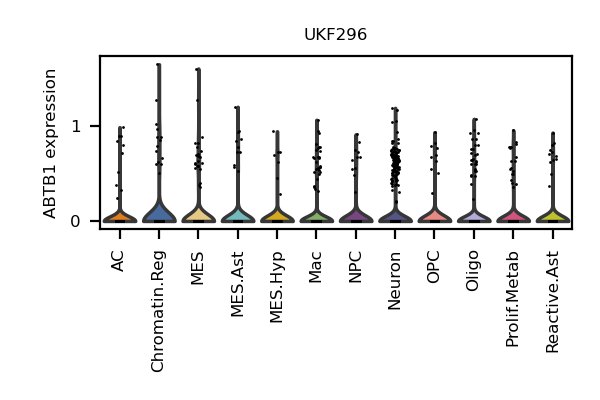 UKF296
ABTB1 expression
1
0
AC
Chromatin.Reg
MES
MES.Ast
MES.Hyp
Mac
NPC
Neuron
OPC
Oligo
Prolif.Metab
Reactive.Ast